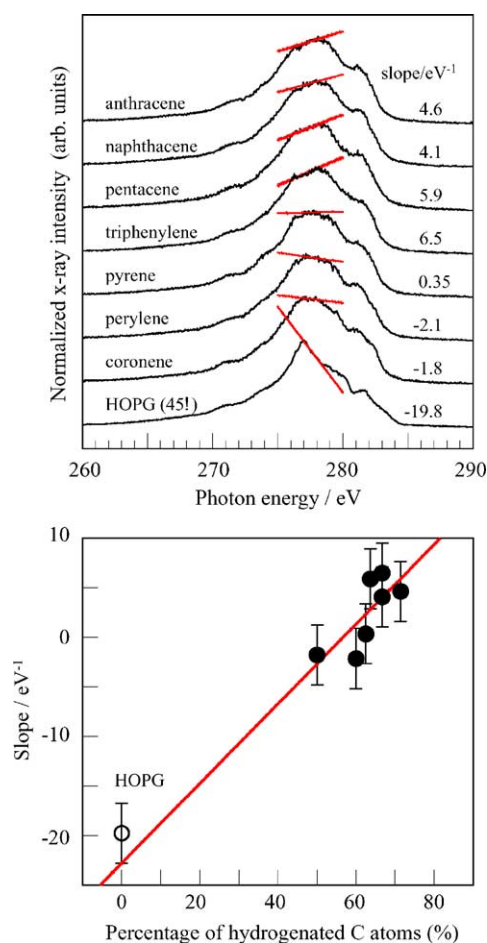 Normalized x-ray intensity (arb. units)
slope/eV-1
anthracene 4.6
naphthacene 4.1
pentacene 5.9
triphenylene 6.5
pyrene 0.35
perylene -2.1
coronene -1.8
HOPG (45!) -19.8
260 270 280 290
Photon energy / eV
Slope / eV-1
10
0
-10
-20
HOPG
0 20 40 60 80
Percentage of hydrogenated C atoms (%)